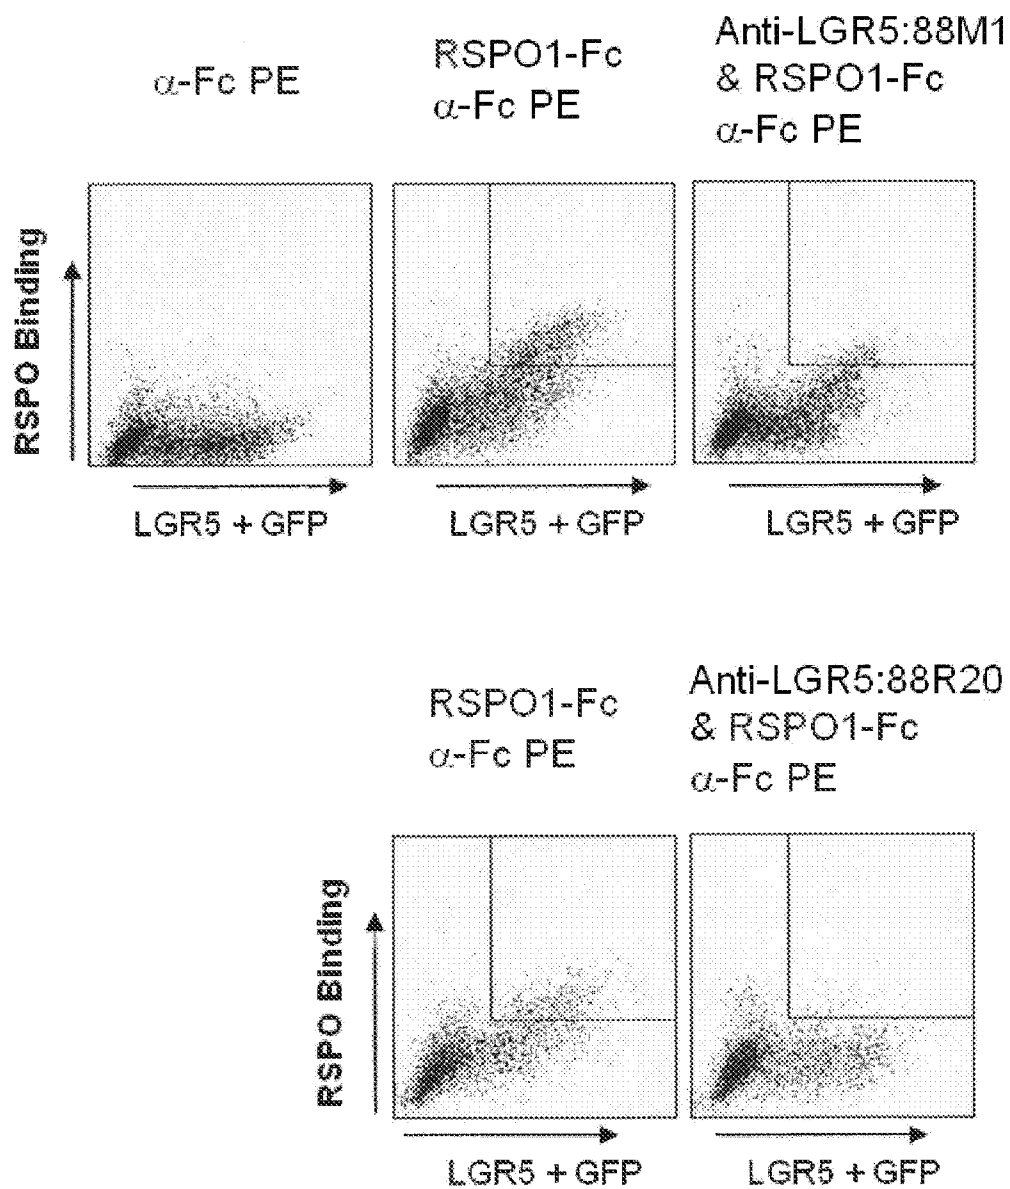 α-Fc PE
RSPO1-Fc
α-Fc PE
Anti-LGR5:88M1
& RSPO1-Fc
α-Fc PE
RSPO Binding
LGR5 + GFP
LGR5 + GFP
LGR5 + GFP
RSPO1-Fc
α-Fc PE
Anti-LGR5:88R20
& RSPO1-Fc
α-Fc PE
RSPO Binding
LGR5 + GFP
LGR5 + GFP